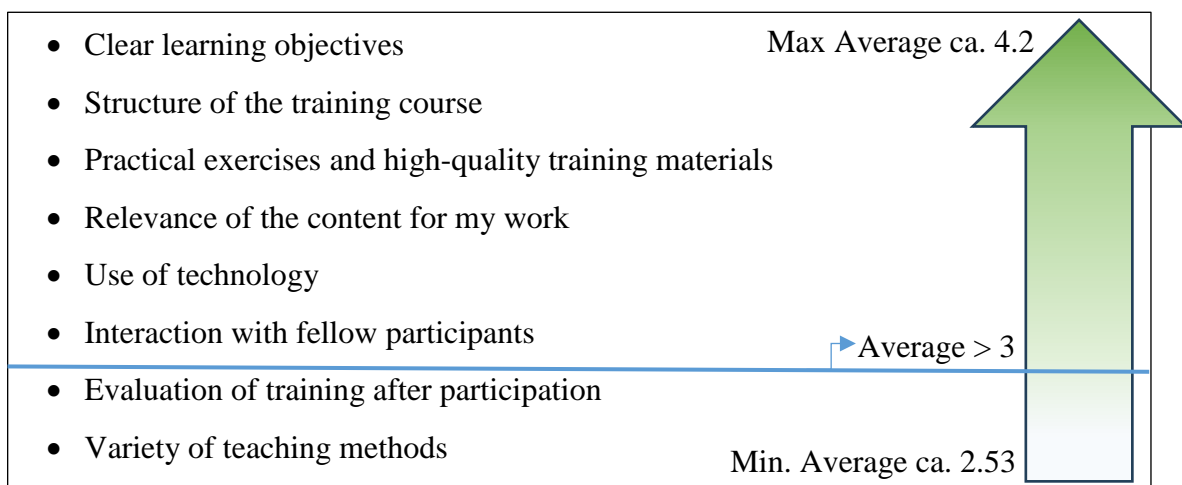 • Clear learning objectives
Max Average ca. 4.2
• Structure of the training course
• Practical exercises and high-quality training materials
• Relevance of the content for my work
• Use of technology
• Interaction with fellow participants
Average > 3
• Evaluation of training after participation
• Variety of teaching methods
Min. Average ca. 2.53